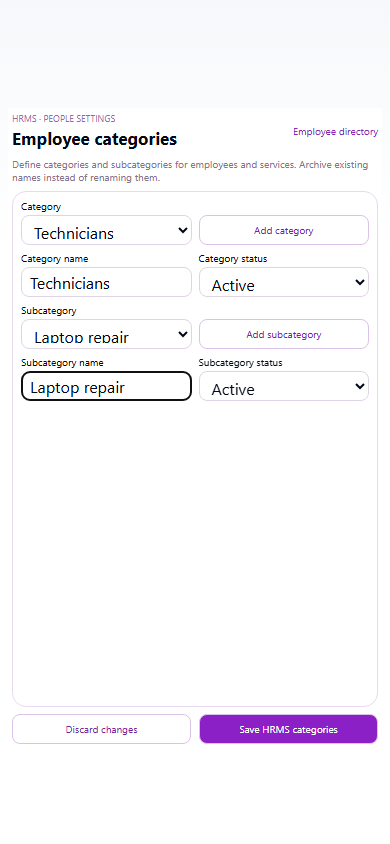 HRMS · PEOPLE SETTINGS
Employee categories
Employee directory
Define categories and subcategories for employees and services. Archive existing
names instead of renaming them.
Category
Technicians
Add category
Category name
Category status
Technicians
Active
Subcategory
Laptop repair
Add subcategory
Subcategory name
Subcategory status
Laptop repair
Active
Discard changes
Save HRMS categories